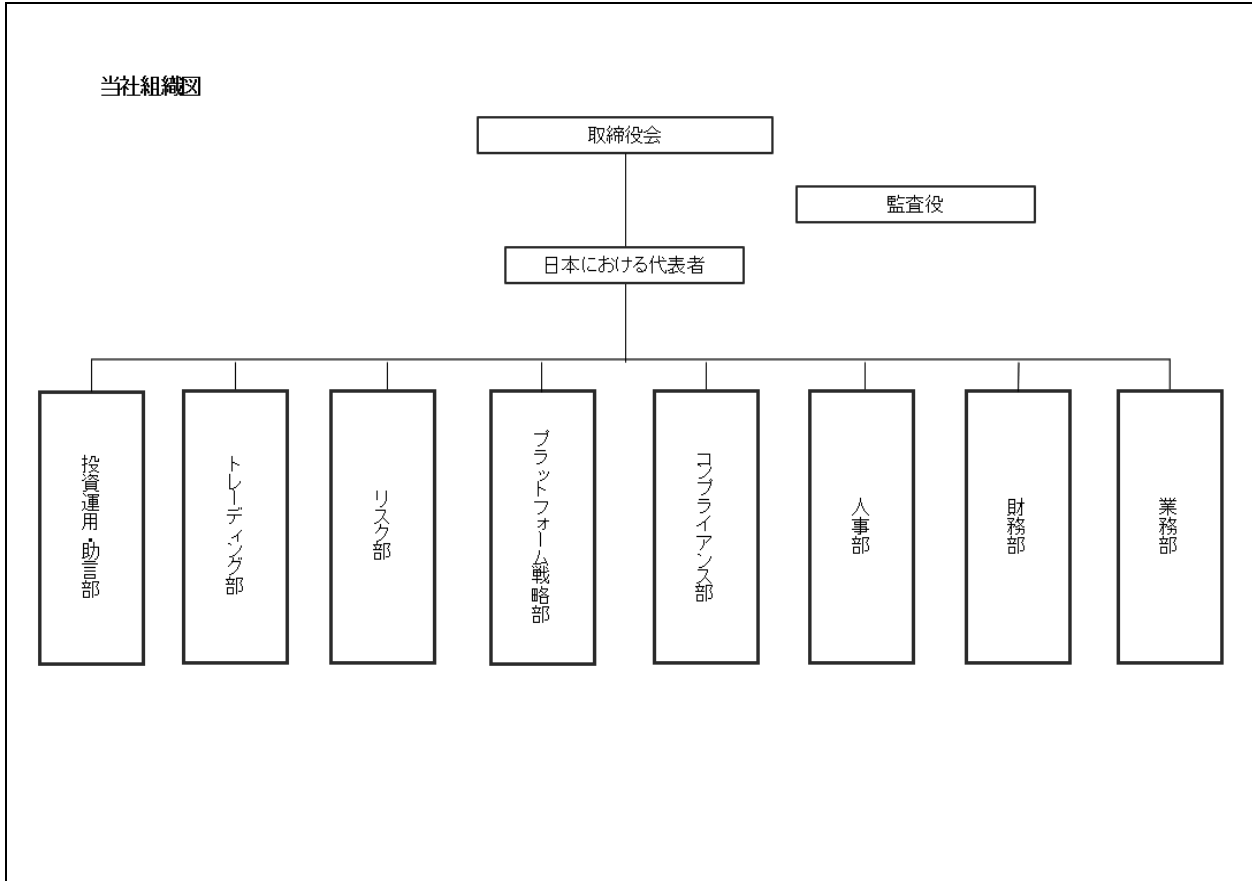 当社組織図
取締役会
監査役
日本における代表者
投資運用・助言部
トレーディング部
リスク部
プラットフォーム戦略部
コンプライアンス部
人事部
財務部
業務部